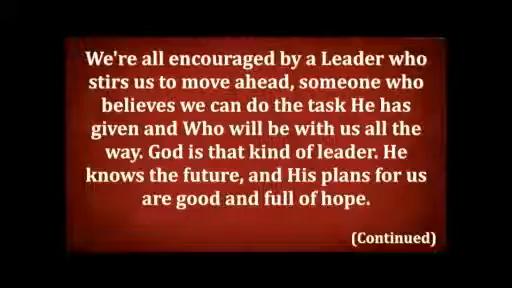 We're all encouraged by a Leader who
stirs us to move ahead, someone who
believes we can do the task He has
given and Who will be with us all the
way. God is that kind of leader. He
knows the future, and His plans for us
are good and full of hope.
(Continued)